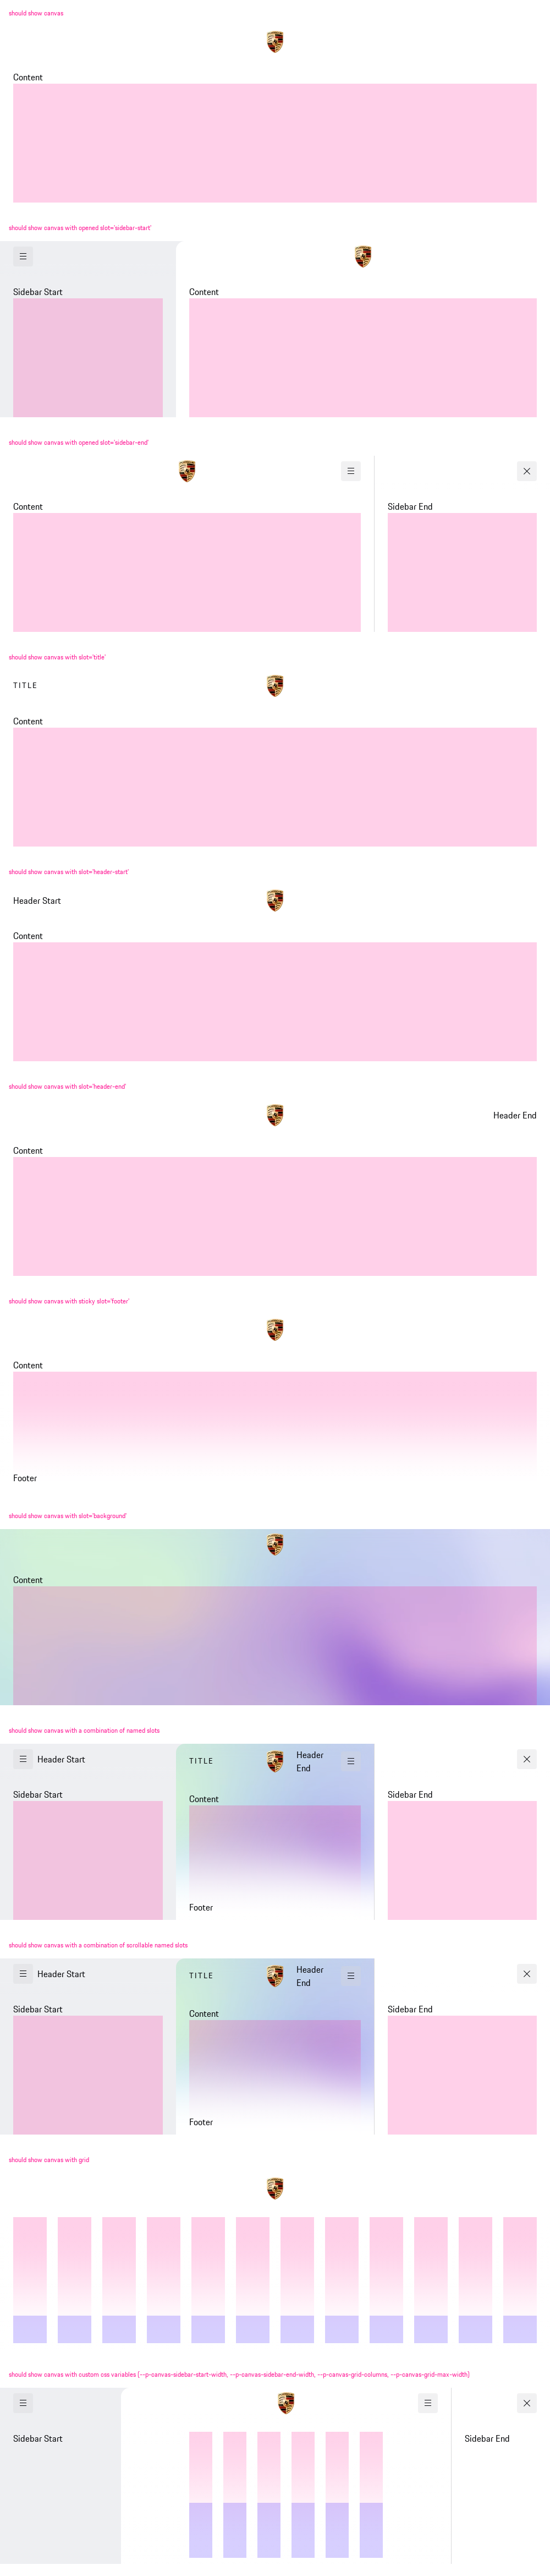 should show canvas
Content
should show canvas with opened slot='sidebar-start'
Sidebar Start
Content
should show canvas with opened slot='sidebar-end'
Content
Sidebar End
should show canvas with slot='title'
TITLE
Content
should show canvas with slot='header-start'
Header Start
Content
should show canvas with slot='header-end'
Header End
Content
should show canvas with sticky slot='footer'
Content
Footer
should show canvas with slot='background'
Content
should show canvas with a combination of named slots
Header Start
TITLE
Header
End
Sidebar Start
Content
Sidebar End
Footer
should show canvas with a combination of scrollable named slots
Header Start
TITLE
Header
End
Sidebar Start
Content
Sidebar End
Footer
should show canvas with grid
should show canvas with custom css variables (--p-canvas-sidebar-start-width, --p-canvas-sidebar-end-width, --p-canvas-grid-columns, --p-canvas-grid-max-width)
Sidebar Start
Sidebar End